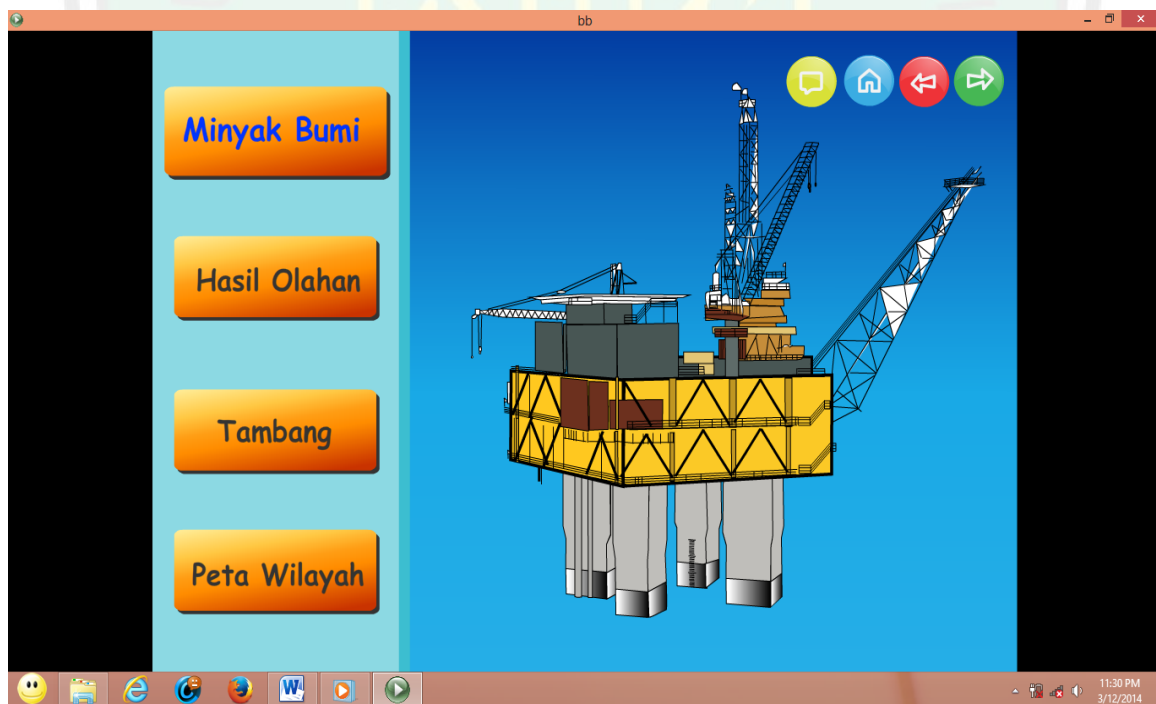 bb
Minyak Bumi
Hasil Olahan
Tambang
Peta Wilayah
11:30 PM
3/12/2014